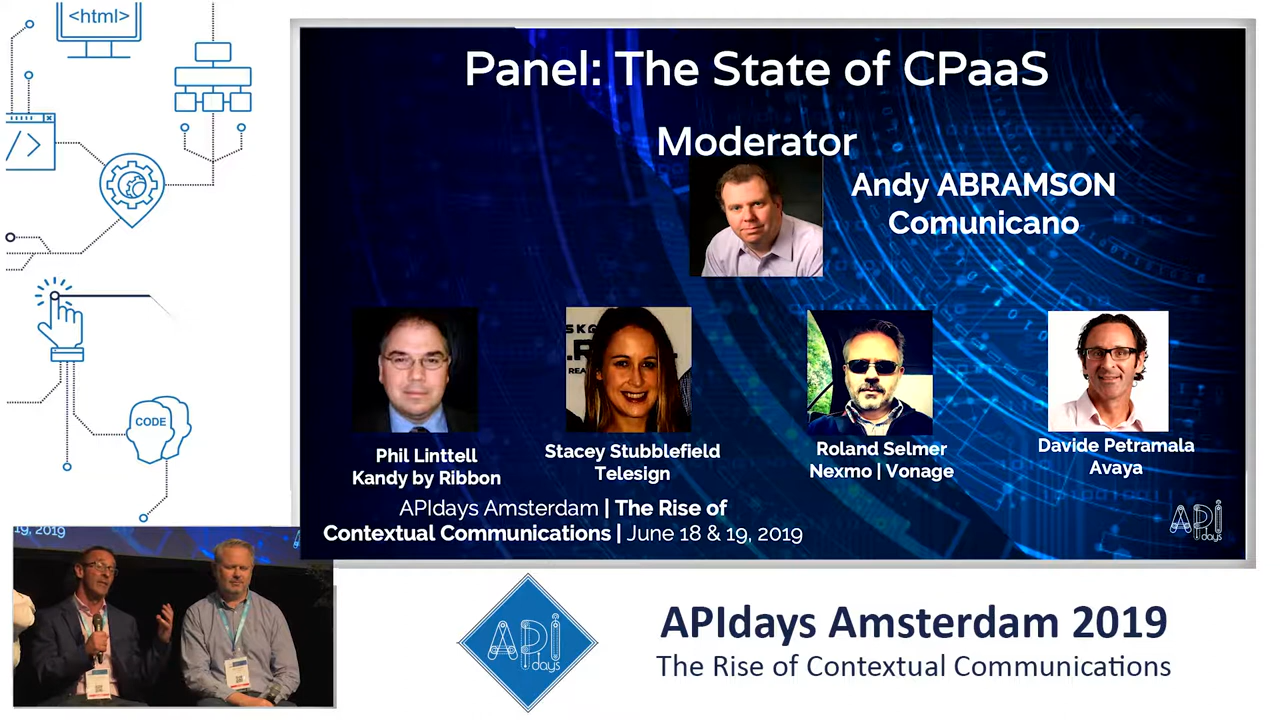 <html>
Panel: The State of CPaaS
Moderator
Andy ABRAMSON
Comunicano
</>
SKO
REA
Phil Linttell
Kandy by Ribbon
Stacey Stubblefield
Telesign
Roland Selmer
Nexmo | Vonage
Davide Petramala
Avaya
CODE
APIdays Amsterdam | The Rise of
Contextual Communications | June 18 & 19, 2019
API
days
19, 2019
API
days
APIdays Amsterdam 2019
The Rise of Contextual Communications